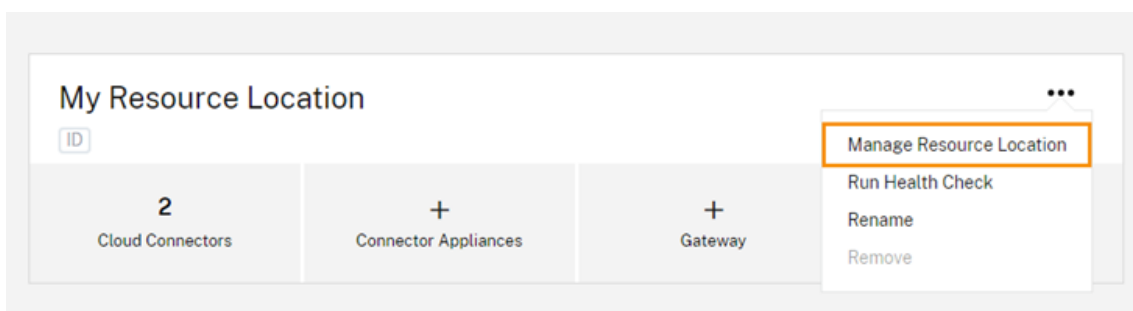 My Resource Location
•••
ID
Manage Resource Location
Run Health Check
Rename
Remove
2
Cloud Connectors
+
Connector Appliances
+
Gateway